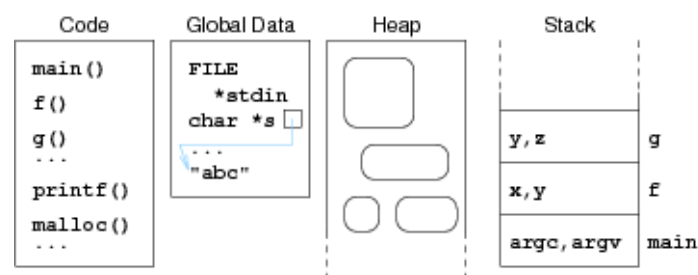 Code
main()
f()
g()
...
printf()
malloc()
...
Global Data
FILE
*stdin
char *s
...
"abc"
Heap
Stack
y,z
g
x,y
f
argc,argv
main